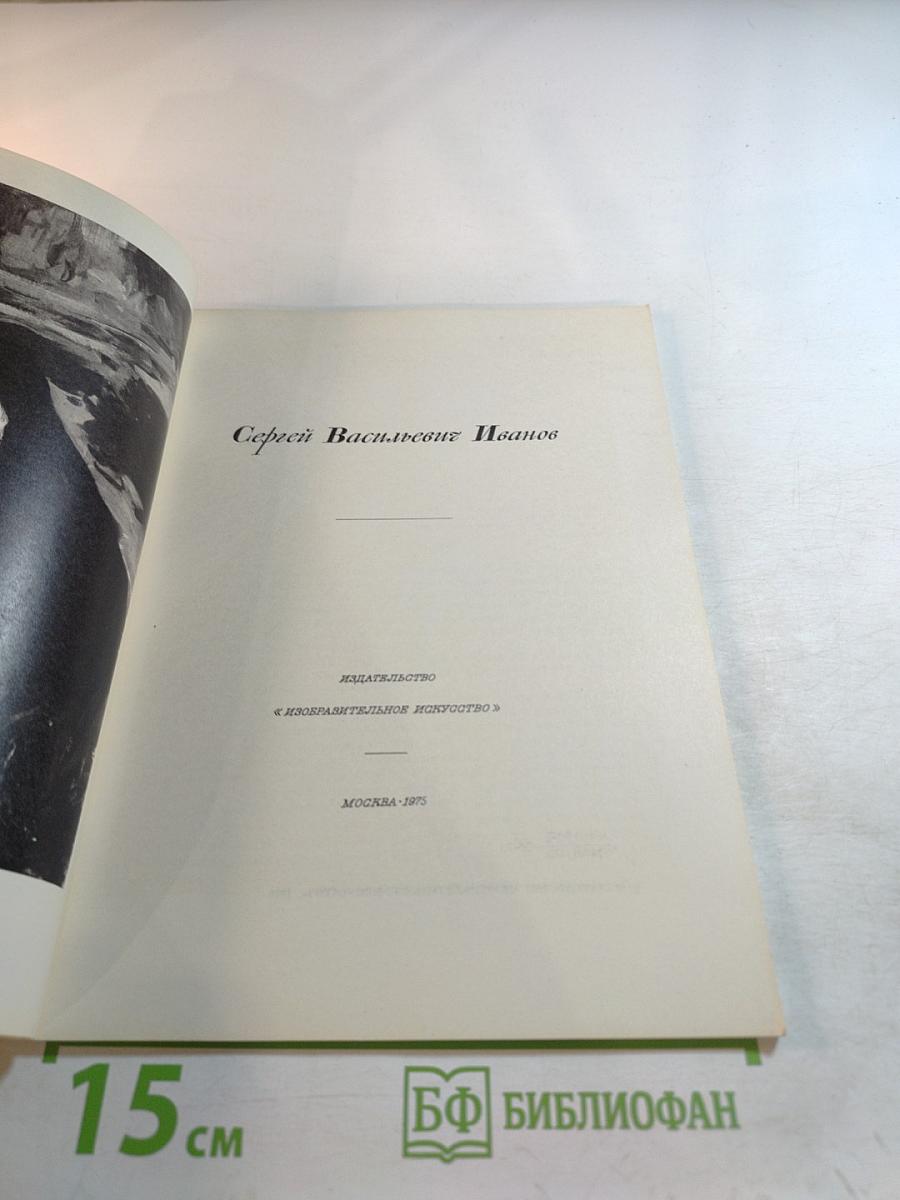 Сергей Васильевич Иванов
ИЗДАТЕЛЬСТВО
«ИЗОБРАЗИТЕЛЬНОЕ ИСКУССТВО»
МОСКВА·1975
15 см
БФ БИБЛИОФАН